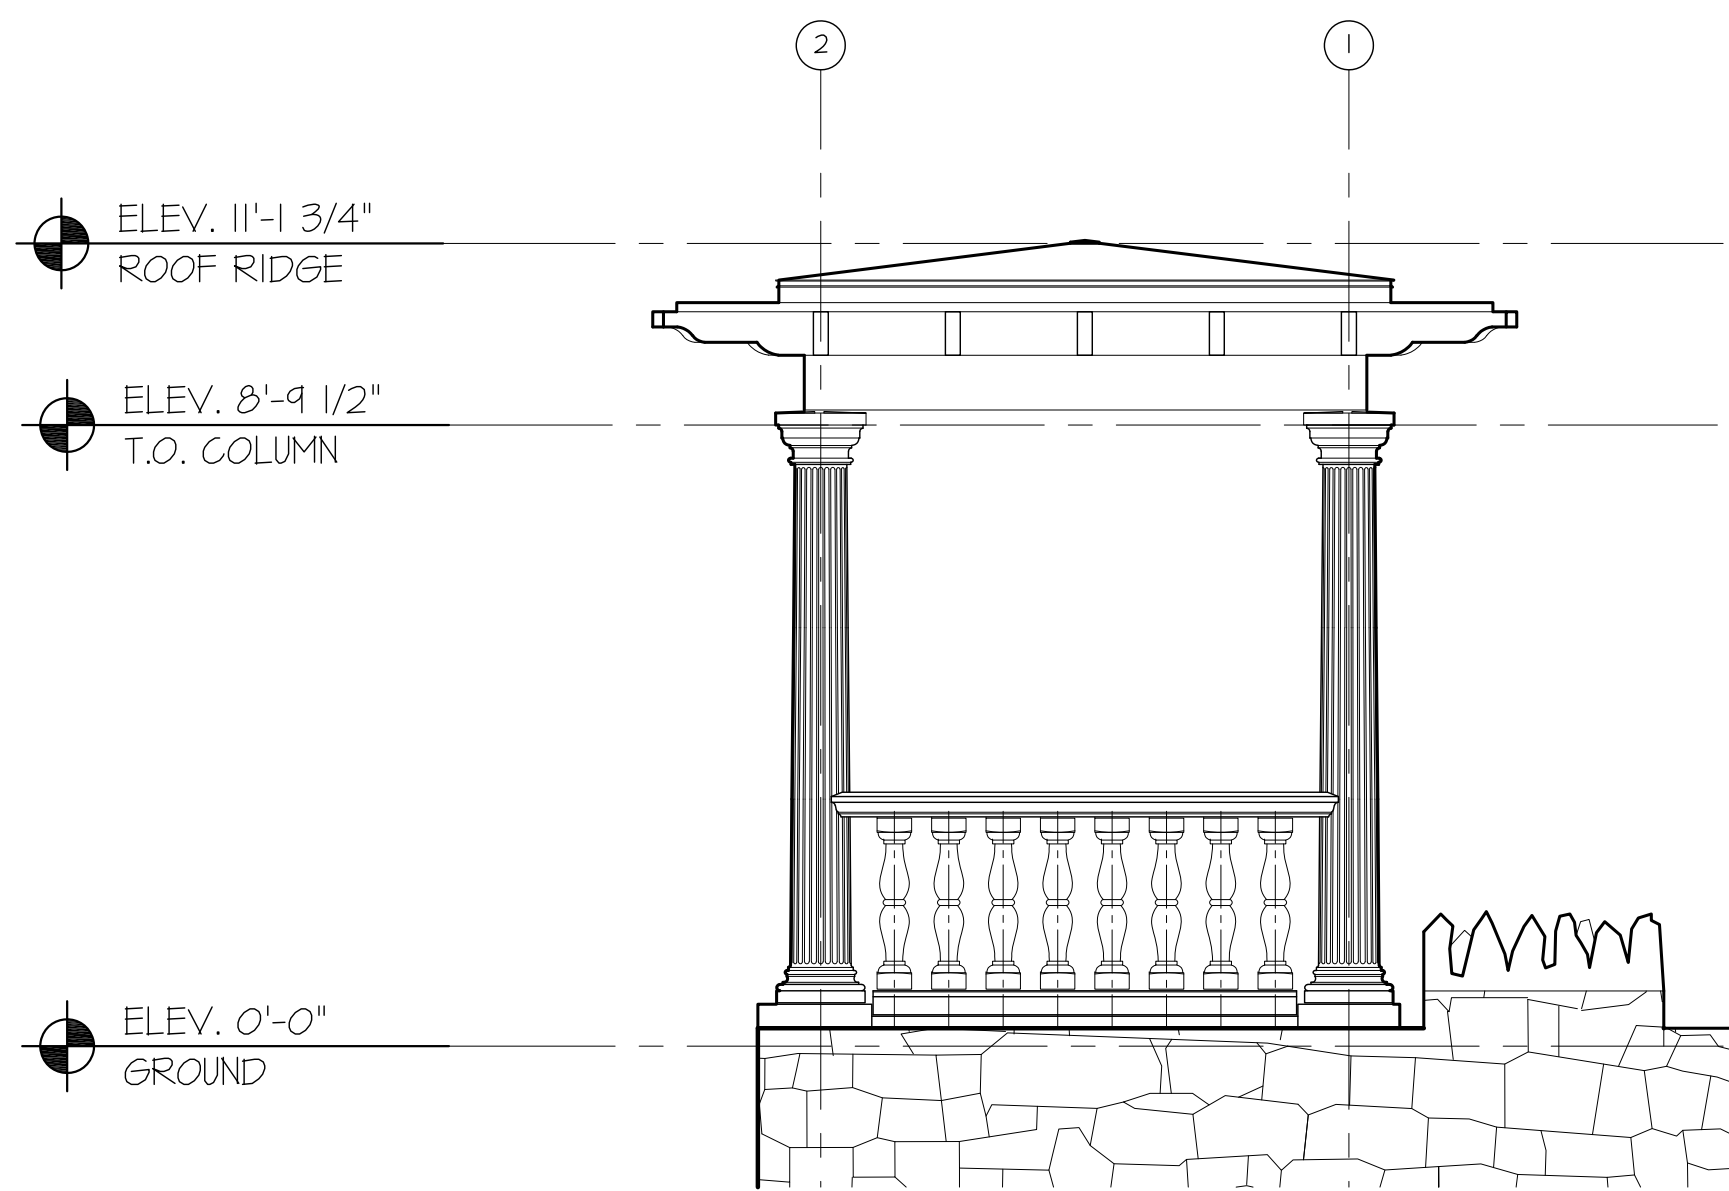 2 1
ELEV. 11'-1 3/4"
ROOF RIDGE
ELEV. 8'-9 1/2"
T.O. COLUMN
ELEV. 0'-0"
GROUND